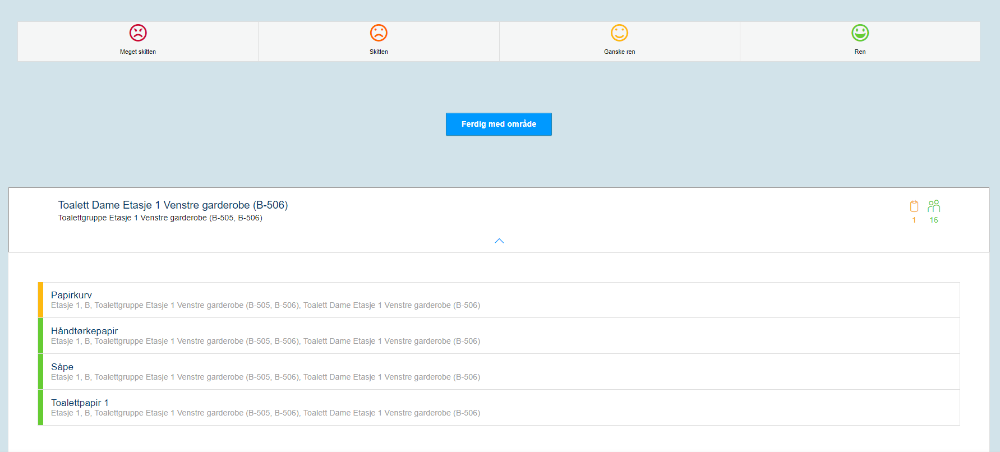 Meget skitten
Skitten
Ganske ren
Ren
Ferdig med område
Toalett Dame Etasje 1 Venstre garderobe (B-506)
Toalettgruppe Etasje 1 Venstre garderobe (B-505, B-506)
1
16
Papirkurv
Etasje 1, B, Toalettgruppe Etasje 1 Venstre garderobe (B-505, B-506), Toalett Dame Etasje 1 Venstre garderobe (B-506)
Håndtørkepapir
Etasje 1, B, Toalettgruppe Etasje 1 Venstre garderobe (B-505, B-506), Toalett Dame Etasje 1 Venstre garderobe (B-506)
Såpe
Etasje 1, B, Toalettgruppe Etasje 1 Venstre garderobe (B-505, B-506), Toalett Dame Etasje 1 Venstre garderobe (B-506)
Toalettpapir 1
Etasje 1, B, Toalettgruppe Etasje 1 Venstre garderobe (B-505, B-506), Toalett Dame Etasje 1 Venstre garderobe (B-506)